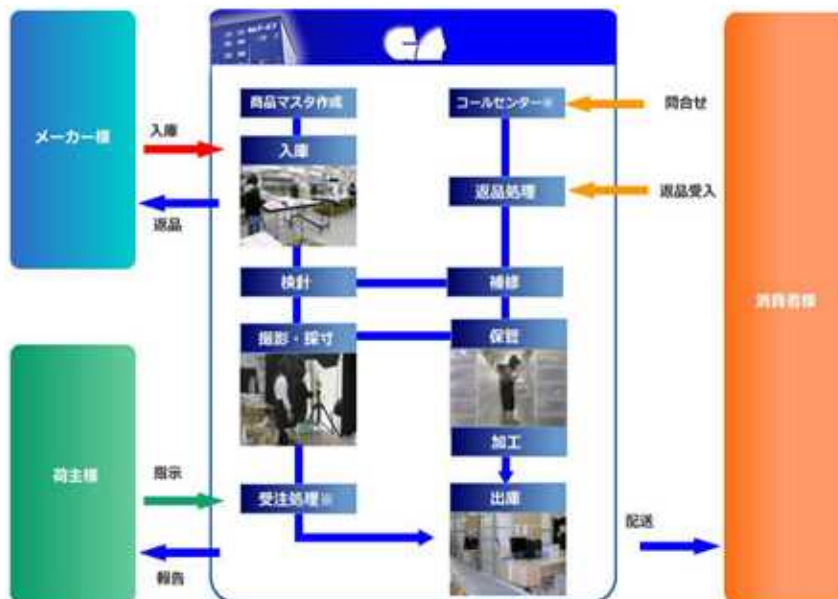 メーカー様
入庫
返品
荷主様
指示
報告
商品マスタ作成
入庫
検針
撮影・採寸
受注処理※
コールセンター※
返品処理
補修
保管
加工
出庫
問合せ
返品受入
配送
消費者様